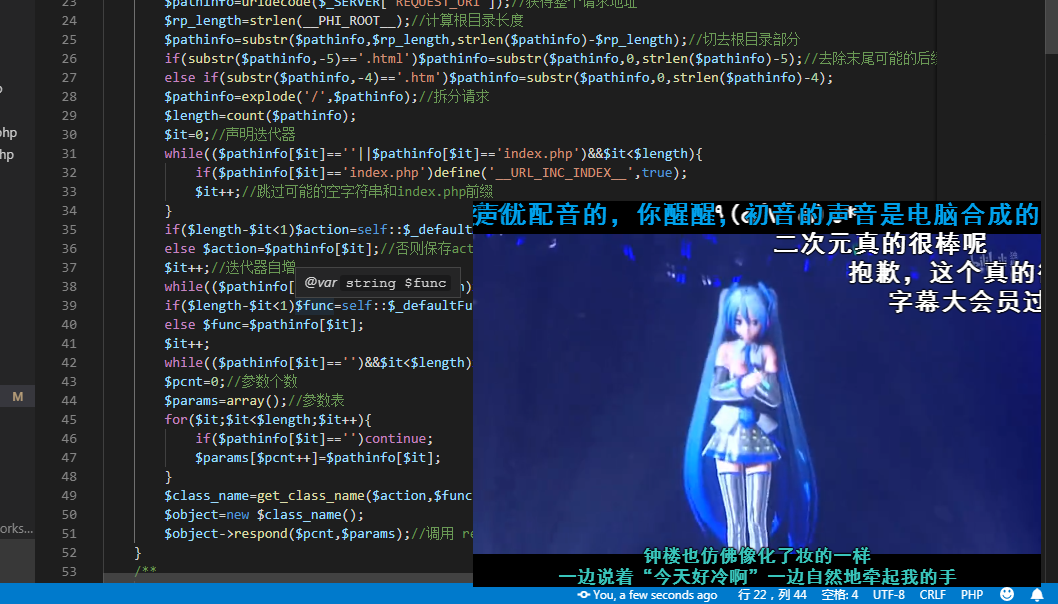 23 $pathinfo=urldecode($_SERVER['REQUEST_URI']);//获得整个请求地址
24 $rp_length=strlen(__PHI_ROOT__);//计算根目录长度
25 $pathinfo=substr($pathinfo,$rp_length,strlen($pathinfo)-$rp_length);//切去根目录部分
26 if(substr($pathinfo,-5)=='.html')$pathinfo=substr($pathinfo,0,strlen($pathinfo)-5);//去除末尾可能的后缀
27 else if(substr($pathinfo,-4)=='.htm')$pathinfo=substr($pathinfo,0,strlen($pathinfo)-4);
28 $pathinfo=explode('/',$pathinfo);//拆分请求
29 $length=count($pathinfo);
php
30 $it=0;//声明迭代器
hp
31 while(($pathinfo[$it]==''||$pathinfo[$it]=='index.php')&&$it<$length){
32 if($pathinfo[$it]=='index.php')define('__URL_INC_INDEX__',true);
33 $it++;//跳过可能的空字符串和index.php前缀
34 }
声优配音的，你醒醒，初音的声音是电脑合成的
35 if($length-$it<1)$action=self::$_default
二次元真的很棒呢
36 else $action=$pathinfo[$it];//否则保存act
抱歉，这个真的
37 $it++;//迭代器自增
@var string $func
38 while(($pathinfo[$i
字幕大会员过
39 if($length-$it<1)$func=self::$_defaultFu
40 else $func=$pathinfo[$it];
41 $it++;
42 while(($pathinfo[$it]=='')&&$it<$length)
43 $pcnt=0;//参数个数
M
44 $params=array();//参数表
45 for($it;$it<$length;$it++){
46 if($pathinfo[$it]=='')continue;
47 $params[$pcnt++]=$pathinfo[$it];
48 }
49 $class_name=get_class_name($action,$func
50 $object=new $class_name();
orks...
51 $object->respond($pcnt,$params);//调用 re
52 }
钟楼也仿佛像化了妆的一样
53 /**
一边说着“今天好冷啊”一边自然地牵起我的手
You, a few seconds ago 行 22，列 44 空格: 4 UTF-8 CRLF PHP